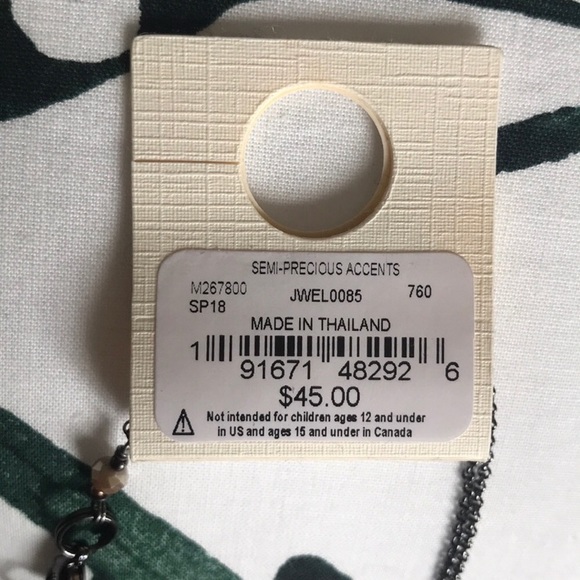 SEMI-PRECIOUS ACCENTS
M267800 JWEL0085 760
SP18
MADE IN THAILAND
1 91671 48292 6
$45.00
Not intended for children ages 12 and under
in US and ages 15 and under in Canada